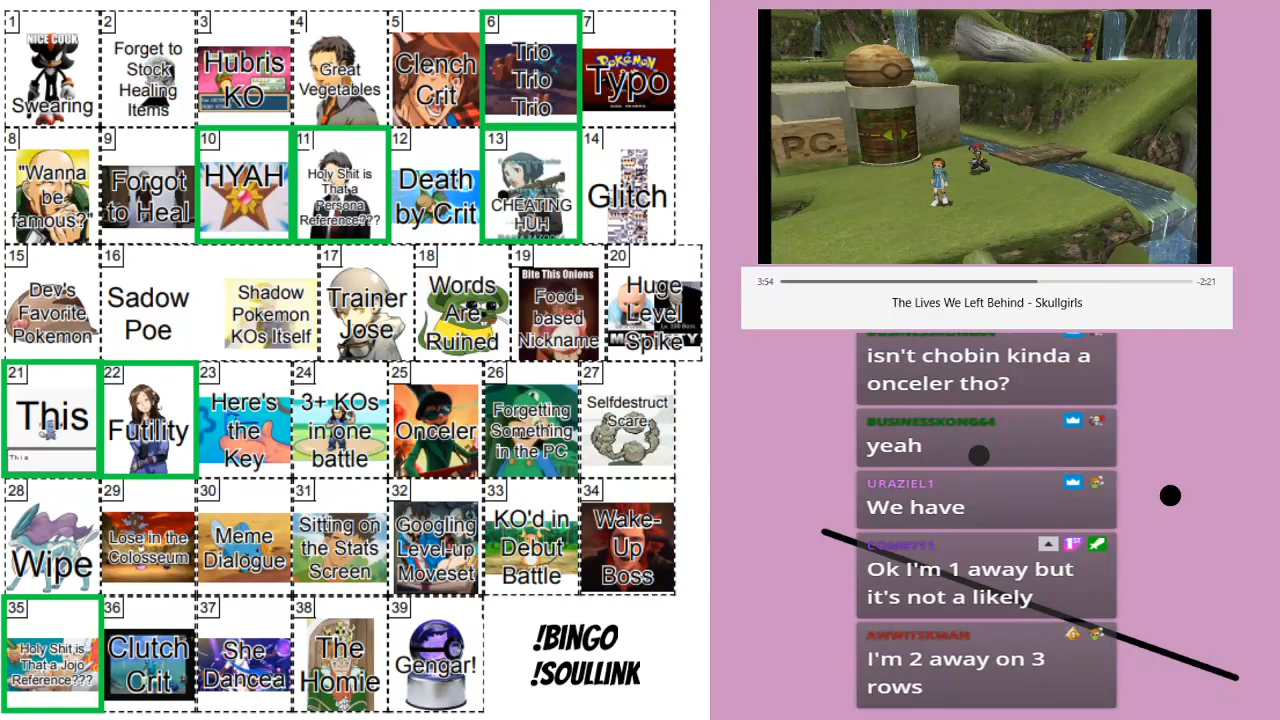 1
NICE COCK
Swearing
2
Forget to
Stock
Healing
Items
3
Hubris
KO
4
Great
Vegetables
5
Clench
Crit
6
Trio
Trio
Trio
7
POKéMON
Typo
8
"Wanna
be
famous?"
9
Forgot
to Heal
10
HYAH
11
Holy Shit is
That a
Persona
Reference???
12
Death
by Crit
13
CHEATING
HUH
14
Glitch
15
Dev's
Favorite
Pokemon
16
Sadow
Poe
Shadow
Pokemon
KOs Itself
17
Trainer
Jose
18
Words
Are
Ruined
19
Bite This Onions
Food-
based
Nickname
20
Huge
Level
Spike
21
This
This
22
Futility
23
Here's
the
Key
24
3+ KOs
in one
battle
25
Onceler
26
Forgetting
Something
in the PC
27
Selfdestruct
Scare
28
Wipe
29
Lose in the
Colosseum
30
Meme
Dialogue
31
Sitting on
the Stats
Screen
32
Googling
Level-up
Moveset
33
KO'd in
Debut
Battle
34
Wake-
Up
Boss
35
Holy Shit is
That a Jojo
Reference???
36
Clutch
Crit
37
She
Dancea
38
The
Homie
39
Gengar!
!BINGO
!SOULLINK
P.C.
3:54
-2:21
The Lives We Left Behind - Skullgirls
isn't chobin kinda a
onceler tho?
BUSINESSKONG64
yeah
URAZIEL1
We have
1ST
Ok I'm 1 away but
it's not a likely
AWWITSKMAN
I'm 2 away on 3
rows